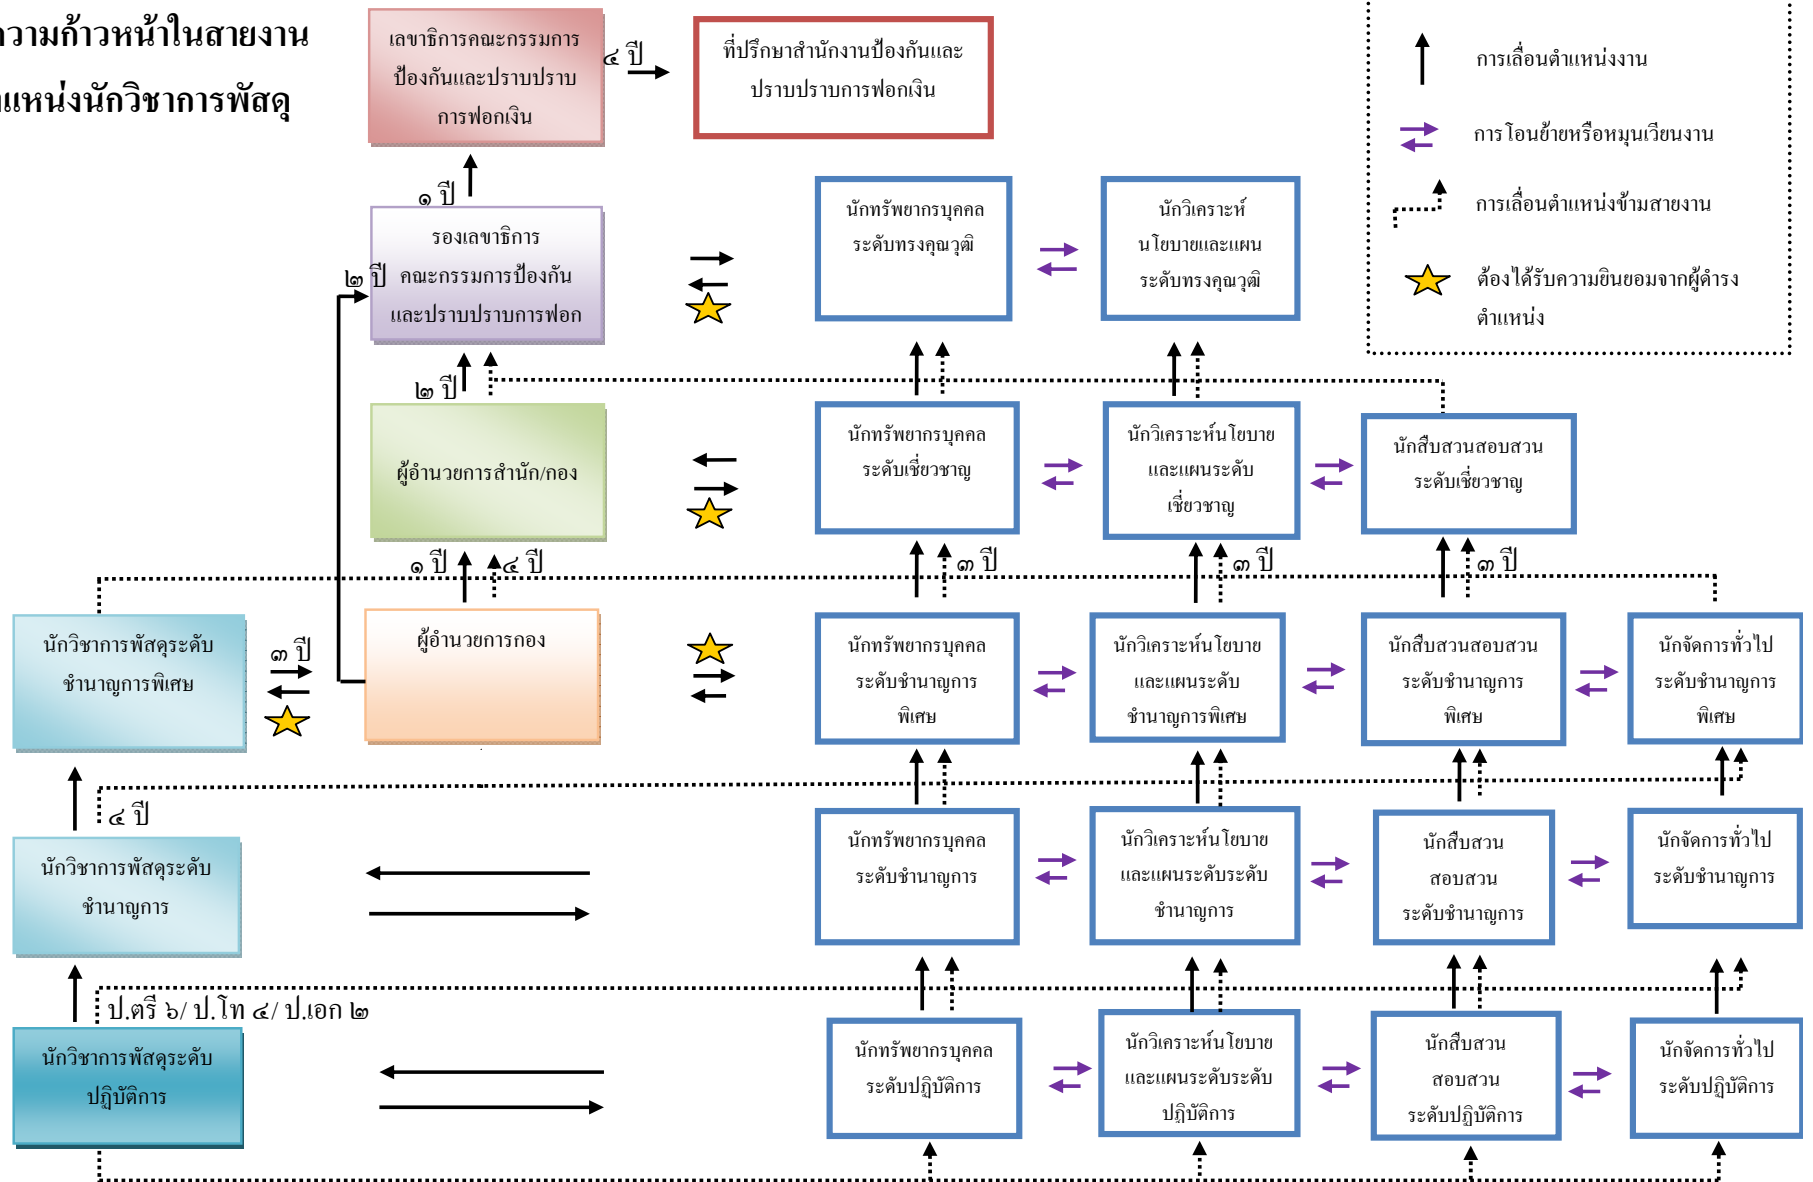 ความก้าวหน้าในสายงาน
ตำแหน่งนักวิชาการพัสดุ
เลขาธิการคณะกรรมการ
ป้องกันและปราบปราบ
การฟอกเงิน
๔ ปี
ที่ปรึกษาสำนักงานป้องกันและ
ปราบปราบการฟอกเงิน
การเลื่อนตำแหน่งงาน
การโอนย้ายหรือหมุนเวียนงาน
การเลื่อนตำแหน่งข้ามสายงาน
ต้องได้รับความยินยอมจากผู้ดำรง
ตำแหน่ง
๑ ปี
รองเลขาธิการ
คณะกรรมการป้องกัน
และปราบปราบการฟอก
๒ ปี
นักทรัพยากรบุคคล
ระดับทรงคุณวุฒิ
นักวิเคราะห์
นโยบายและแผน
ระดับทรงคุณวุฒิ
๒ ปี
ผู้อำนวยการสำนัก/กอง
นักทรัพยากรบุคคล
ระดับเชี่ยวชาญ
นักวิเคราะห์นโยบาย
และแผนระดับ
เชี่ยวชาญ
นักสืบสวนสอบสวน
ระดับเชี่ยวชาญ
๑ ปี
๔ ปี
๓ ปี
๓ ปี
๓ ปี
นักวิชาการพัสดุระดับ
ชำนาญการพิเศษ
๓ ปี
ผู้อำนวยการกอง
นักทรัพยากรบุคคล
ระดับชำนาญการ
พิเศษ
นักวิเคราะห์นโยบาย
และแผนระดับ
ชำนาญการพิเศษ
นักสืบสวนสอบสวน
ระดับชำนาญการ
พิเศษ
นักจัดการทั่วไป
ระดับชำนาญการ
พิเศษ
๔ ปี
นักวิชาการพัสดุระดับ
ชำนาญการ
นักทรัพยากรบุคคล
ระดับชำนาญการ
นักวิเคราะห์นโยบาย
และแผนระดับระดับ
ชำนาญการ
นักสืบสวน
สอบสวน
ระดับชำนาญการ
นักจัดการทั่วไป
ระดับชำนาญการ
ป.ตรี ๖/ ป.โท ๔/ ป.เอก ๒
นักวิชาการพัสดุระดับ
ปฏิบัติการ
นักทรัพยากรบุคคล
ระดับปฏิบัติการ
นักวิเคราะห์นโยบาย
และแผนระดับระดับ
ปฏิบัติการ
นักสืบสวน
สอบสวน
ระดับปฏิบัติการ
นักจัดการทั่วไป
ระดับปฏิบัติการ